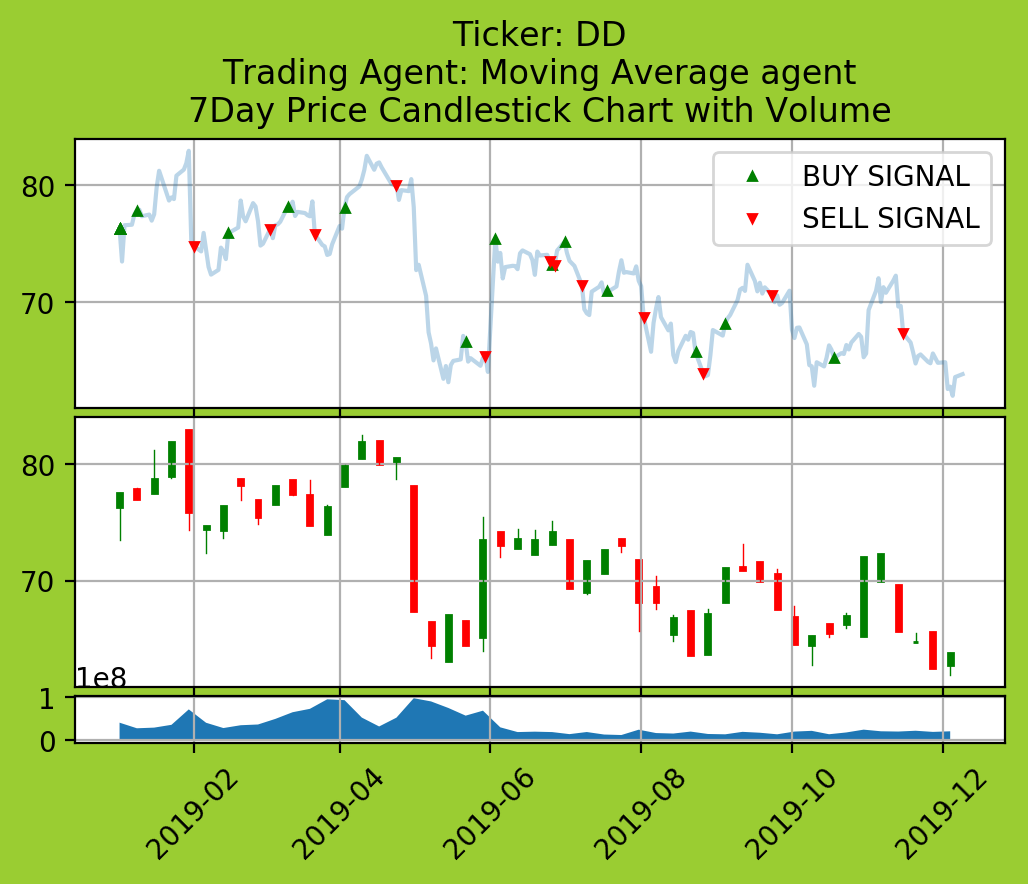 Ticker: DD
Trading Agent: Moving Average agent
7Day Price Candlestick Chart with Volume
80
70
BUY SIGNAL
SELL SIGNAL
80
70
1e8
1
0
2019-02
2019-04
2019-06
2019-08
2019-10
2019-12